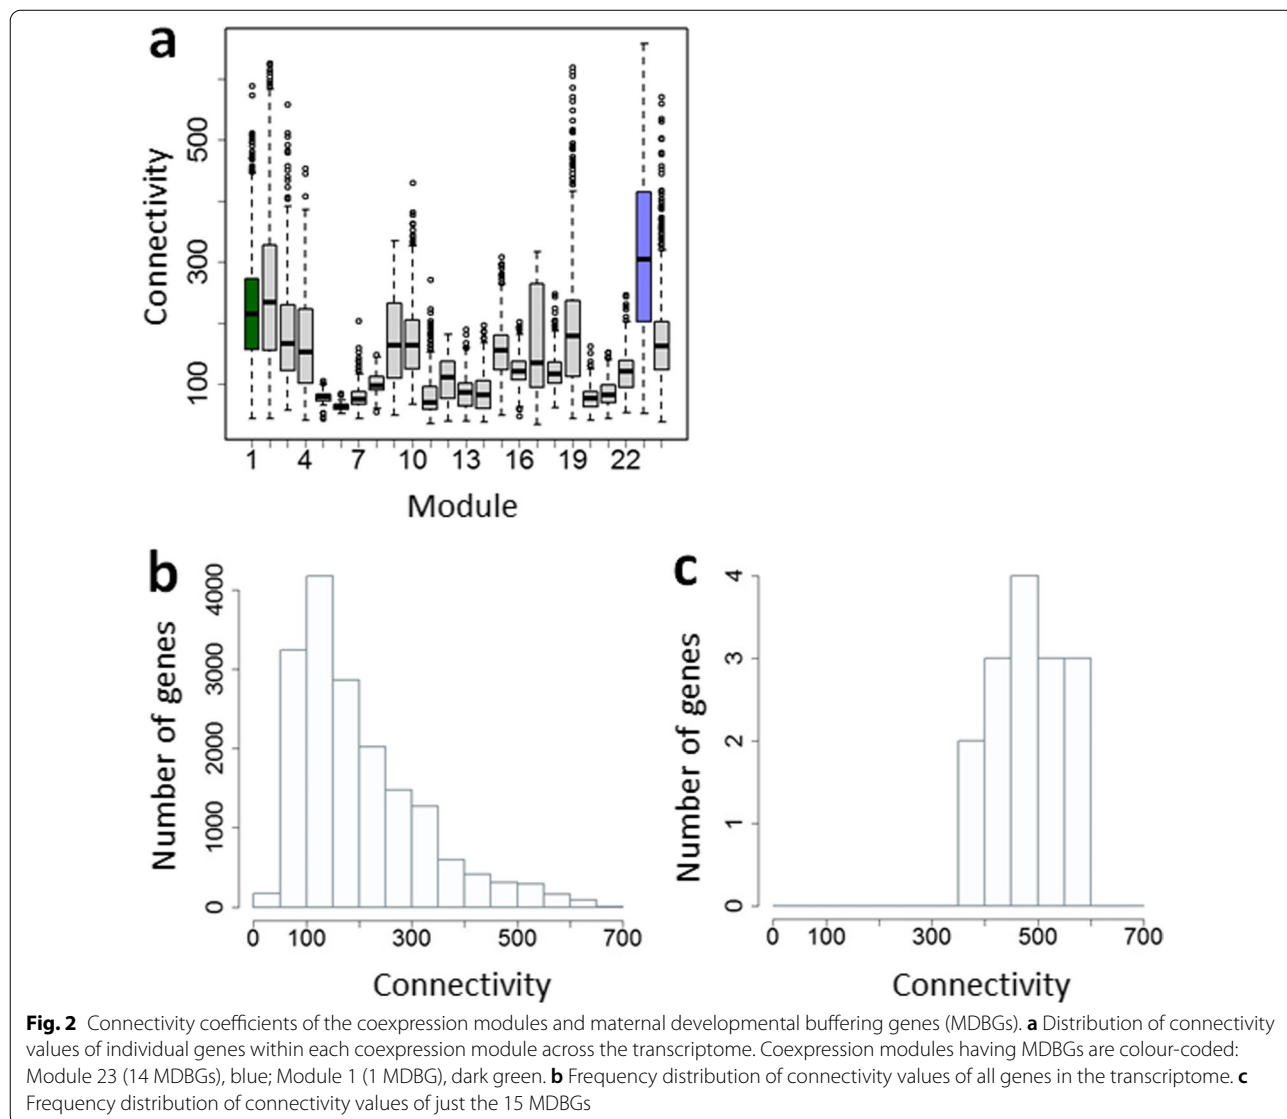 a
Connectivity
500
300
100
1 4 7 10 13 16 19 22
Module
b
Number of genes
4000
3000
2000
1000
0
0 100 300 500 700
Connectivity
c
Number of genes
4
3
2
1
0
0 100 300 500 700
Connectivity
Fig. 2 Connectivity coefficients of the coexpression modules and maternal developmental buffering genes (MDBGs). a Distribution of connectivity
values of individual genes within each coexpression module across the transcriptome. Coexpression modules having MDBGs are colour-coded:
Module 23 (14 MDBGs), blue; Module 1 (1 MDBG), dark green. b Frequency distribution of connectivity values of all genes in the transcriptome. c
Frequency distribution of connectivity values of just the 15 MDBGs